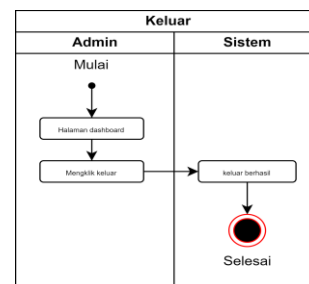 Keluar
Admin
Sistem
Mulai
Halaman dashboard
Mengklik keluar
keluar berhasil
Selesai